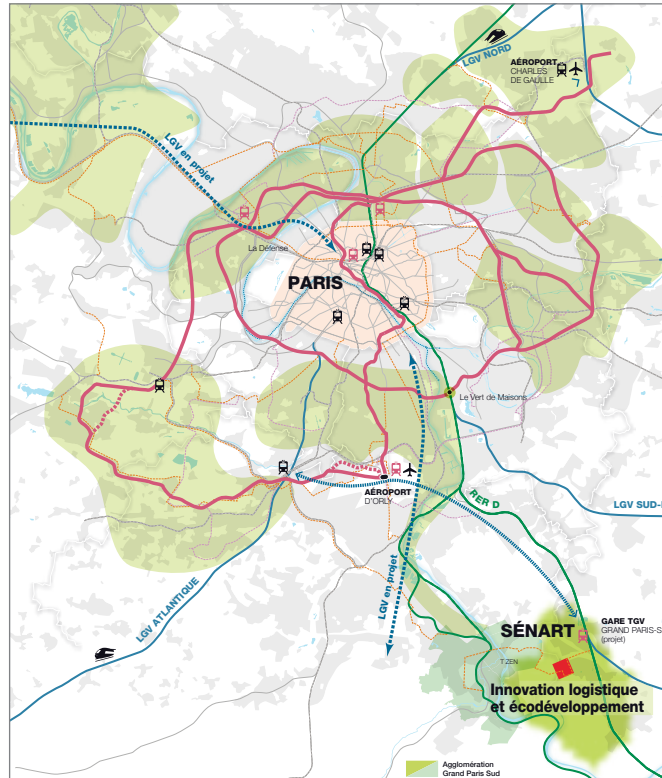 LGV NORD
AÉROPORT
CHARLES
DE GAULLE
LGV en projet
La Défense
PARIS
Le Vert de Maisons
AÉROPORT
D'ORLY
RER D
LGV SUD-
LGV en projet
LGV ATLANTIQUE
SÉNART
GARE TGV
GRAND PARIS-S
(projet)
T ZEN
Innovation logistique
et écodéveloppement
Agglomération
Grand Paris Sud